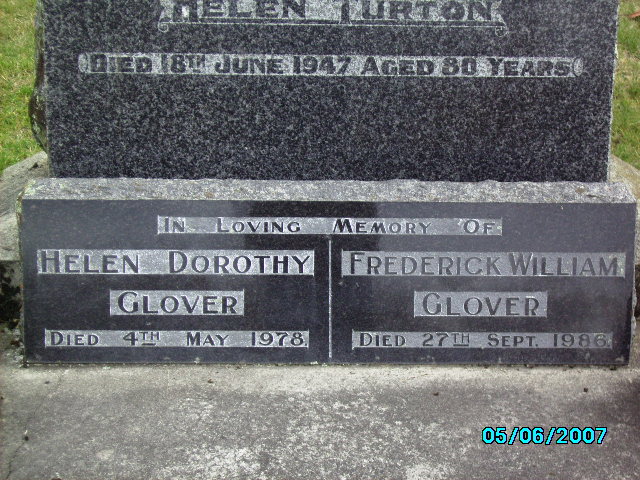 HELEN TURTON
DIED 18TH JUNE 1947 AGED 80 YEARS
IN LOVING MEMORY OF
HELEN DOROTHY
GLOVER
DIED 4TH MAY 1978
FREDERICK WILLIAM
GLOVER
DIED 27TH SEPT. 1986
05/06/2007